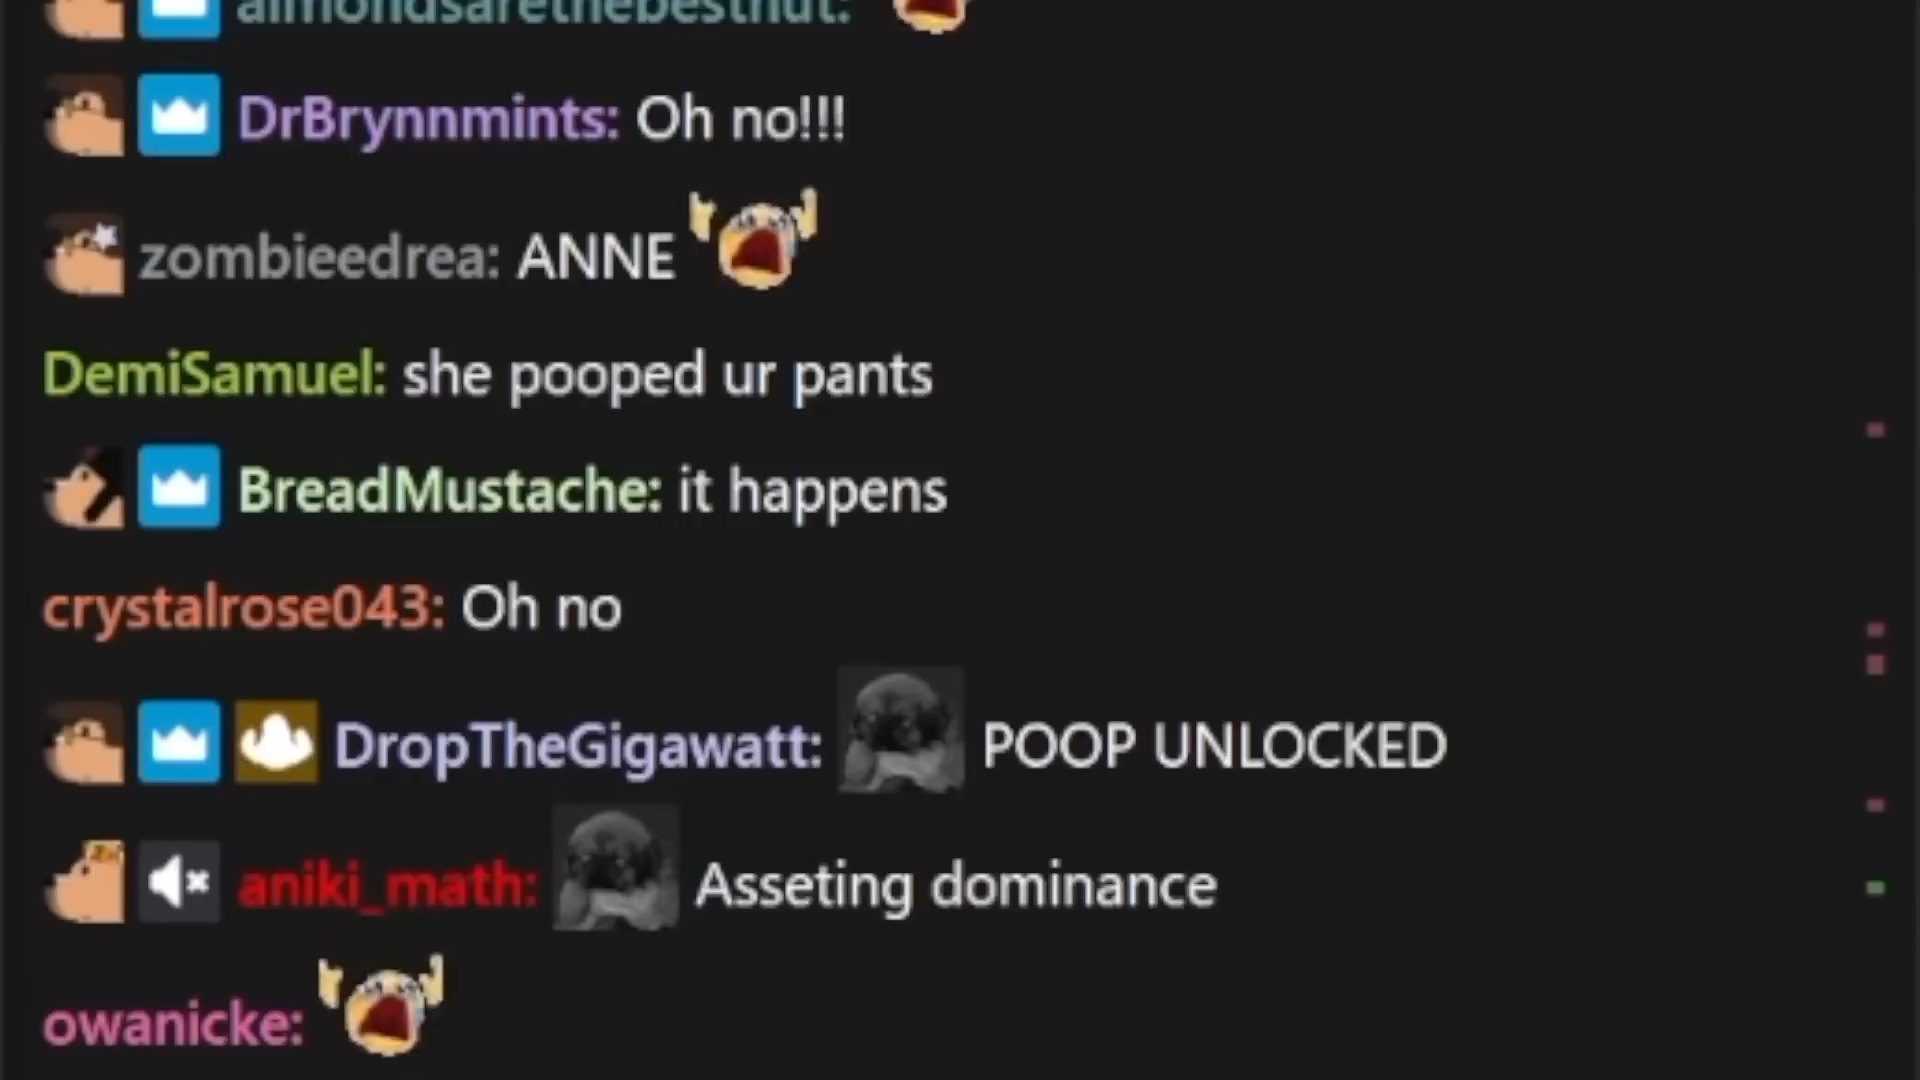 almondsarethebestnut:
DrBrynnmints: Oh no!!!
zombieedrea: ANNE
DemiSamuel: she pooped ur pants
BreadMustache: it happens
crystalrose043: Oh no
DropTheGigawatt: POOP UNLOCKED
aniki_math: Asseting dominance
owanicke: